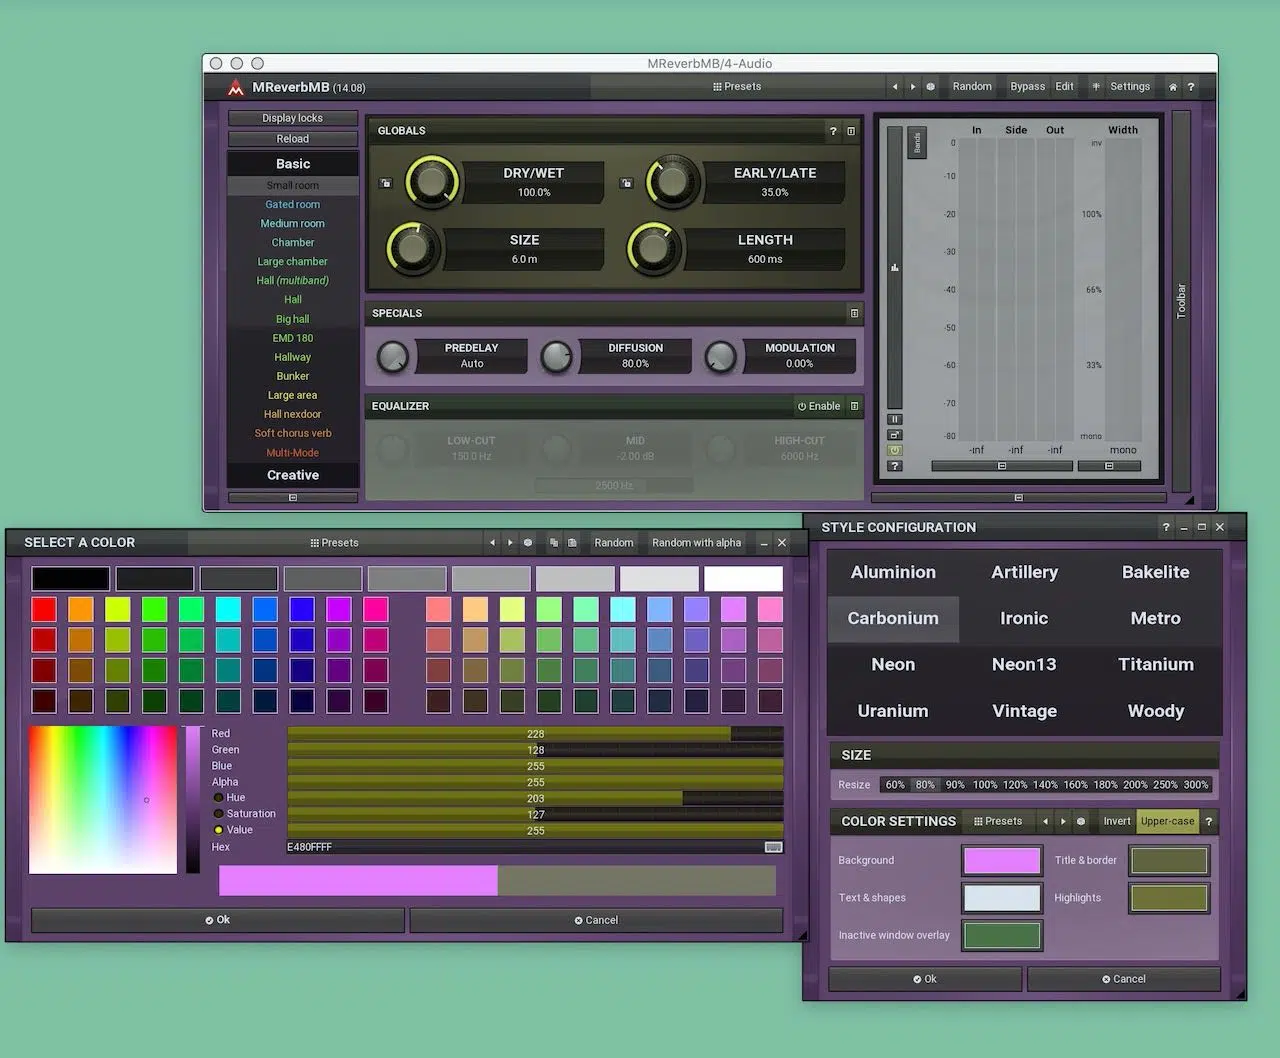 MReverbMB/4-Audio
MReverbMB (14.08)
Presets
Random
Bypass
Edit
Settings
?
Display locks
Reload
Basic
Small room
Gated room
Medium room
Chamber
Large chamber
Hall (multiband)
Hall
Big hall
EMD 180
Hallway
Bunker
Large area
Hall nexdoor
Soft chorus verb
Multi-Mode
Creative
GLOBALS
?
DRY/WET
100.0%
EARLY/LATE
35.0%
SIZE
6.0 m
LENGTH
600 ms
SPECIALS
PREDELAY
Auto
DIFFUSION
80.0%
MODULATION
0.00%
EQUALIZER
Enable
LOW-CUT
150.0 Hz
MID
-2.00 dB
HIGH-CUT
6000 Hz
2500 Hz
Bands
In Side Out Width
0 inv
-10
-20 100%
-30
-40 66%
-50
-60 33%
-70
-80 mono
-inf -inf -inf mono
?
Toolbar
SELECT A COLOR
Presets
Random
Random with alpha
Red 228
Green 128
Blue 255
Alpha 255
Hue 203
Saturation 127
Value 255
Hex E480FFFF
Ok
Cancel
STYLE CONFIGURATION
?
Aluminion Artillery Bakelite
Carbonium Ironic Metro
Neon Neon13 Titanium
Uranium Vintage Woody
SIZE
Resize 60% 80% 90% 100% 120% 140% 160% 180% 200% 250% 300%
COLOR SETTINGS Presets Invert Upper-case ?
Background Title & border
Text & shapes Highlights
Inactive window overlay
Ok
Cancel